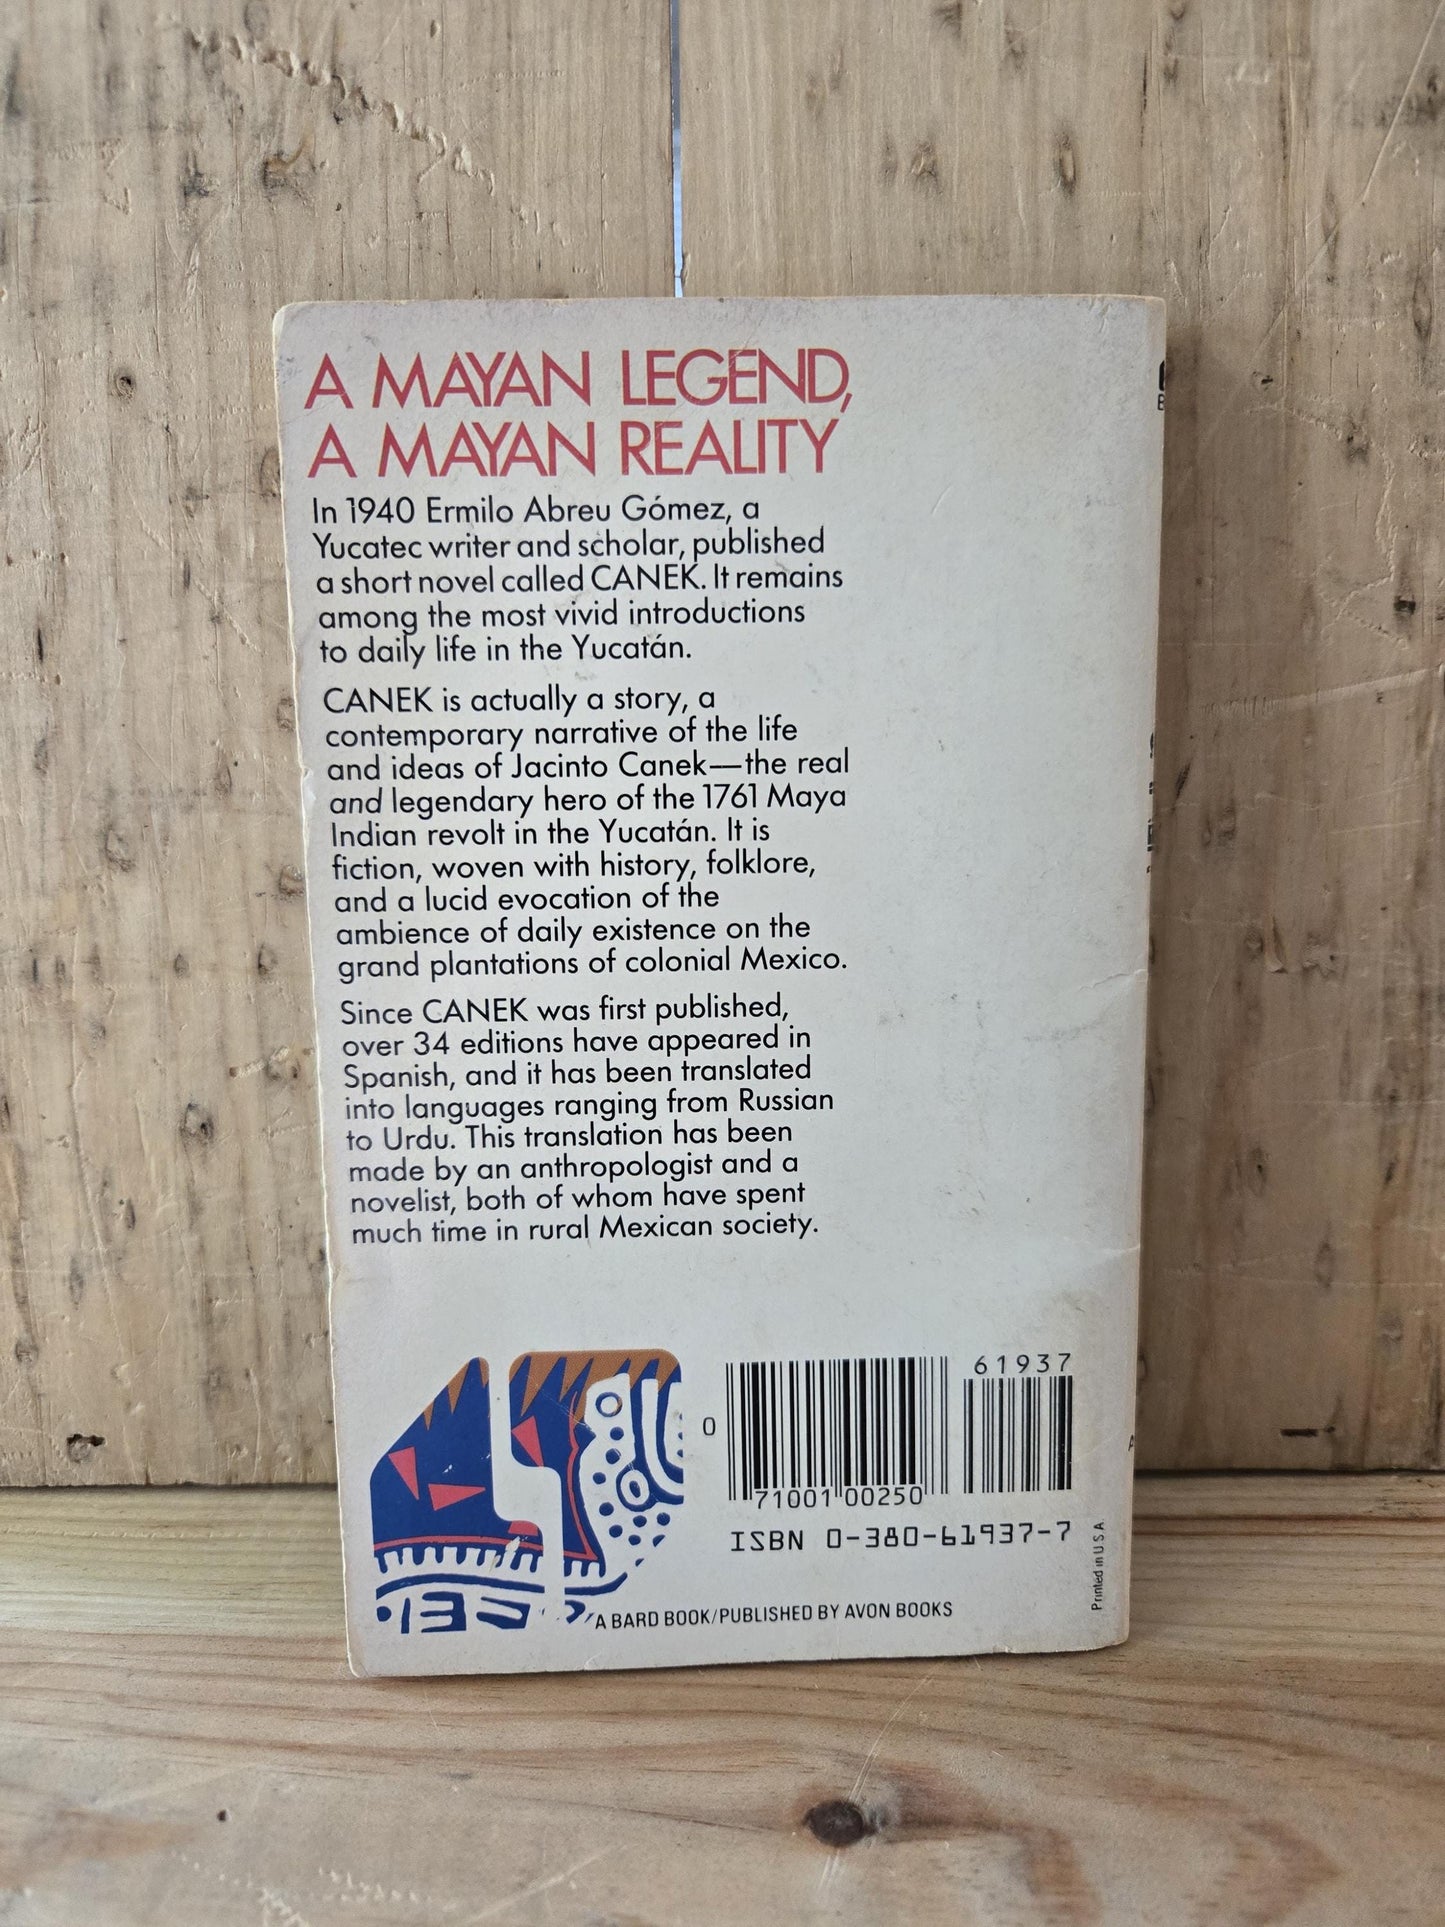 A MAYAN LEGEND,
A MAYAN REALITY
In 1940 Ermilo Abreu Gómez, a
Yucatec writer and scholar, published
a short novel called CANEK. It remains
among the most vivid introductions
to daily life in the Yucatán.
CANEK is actually a story, a
contemporary narrative of the life
and ideas of Jacinto Canek—the real
and legendary hero of the 1761 Maya
Indian revolt in the Yucatán. It is
fiction, woven with history, folklore,
and a lucid evocation of the
ambience of daily existence on the
grand plantations of colonial Mexico.
Since CANEK was first published,
over 34 editions have appeared in
Spanish, and it has been translated
into languages ranging from Russian
to Urdu. This translation has been
made by an anthropologist and a
novelist, both of whom have spent
much time in rural Mexican society.
61937
0
71001 00250
ISBN 0-380-61937-7
A BARD BOOK/PUBLISHED BY AVON BOOKS
Printed in U S A